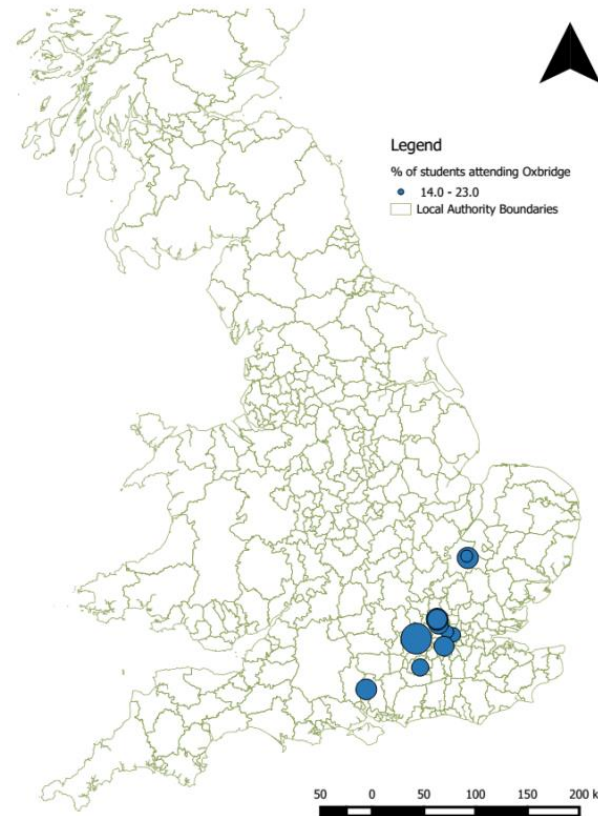 Legend
% of students attending Oxbridge
14.0 - 23.0
Local Authority Boundaries
50 0 50 100 150 200 k